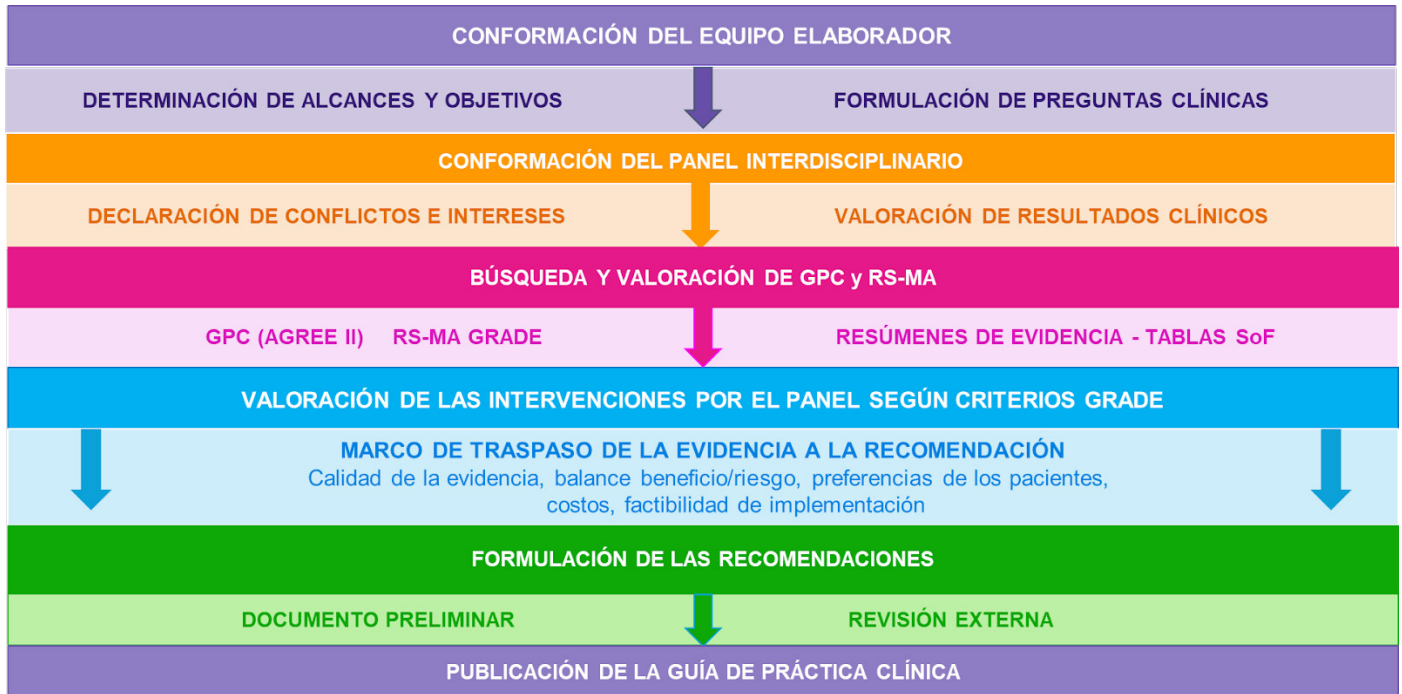 CONFORMACIÓN DEL EQUIPO ELABORADOR
DETERMINACIÓN DE ALCANCES Y OBJETIVOS
FORMULACIÓN DE PREGUNTAS CLÍNICAS
CONFORMACIÓN DEL PANEL INTERDISCIPLINARIO
DECLARACIÓN DE CONFLICTOS E INTERESES
VALORACIÓN DE RESULTADOS CLÍNICOS
BÚSQUEDA Y VALORACIÓN DE GPC y RS-MA
GPC (AGREE II) RS-MA GRADE
RESÚMENES DE EVIDENCIA - TABLAS SoF
VALORACIÓN DE LAS INTERVENCIONES POR EL PANEL SEGÚN CRITERIOS GRADE
MARCO DE TRASPASO DE LA EVIDENCIA A LA RECOMENDACIÓN
Calidad de la evidencia, balance beneficio/riesgo, preferencias de los pacientes,
costos, factibilidad de implementación
FORMULACIÓN DE LAS RECOMENDACIONES
DOCUMENTO PRELIMINAR
REVISIÓN EXTERNA
PUBLICACIÓN DE LA GUÍA DE PRÁCTICA CLÍNICA